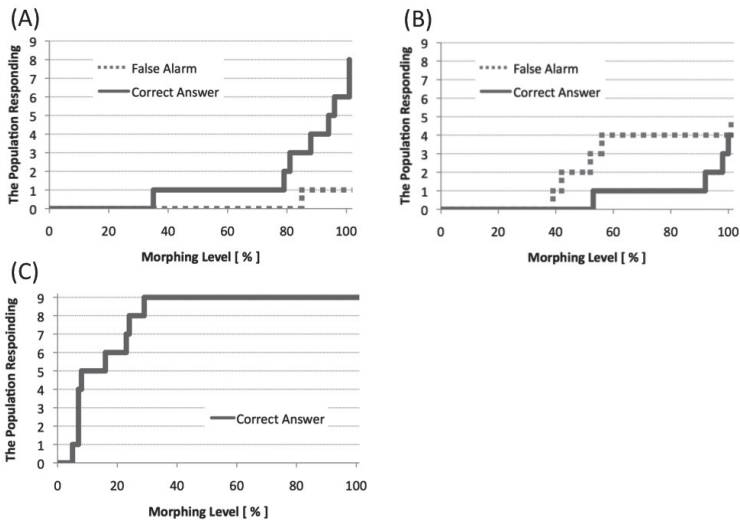 (A)
The Population Responding
9
8
7
6
5
4
3
2
1
0
False Alarm
Correct Answer
0 20 40 60 80 100
Morphing Level [ % ]
(B)
The Population Responding
9
8
7
6
5
4
3
2
1
0
False Alarm
Correct Answer
0 20 40 60 80 100
Morphing Level [ % ]
(C)
The Population Respoinding
9
8
7
6
5
4
3
2
1
0
Correct Answer
0 20 40 60 80 100
Morphing Level [ % ]